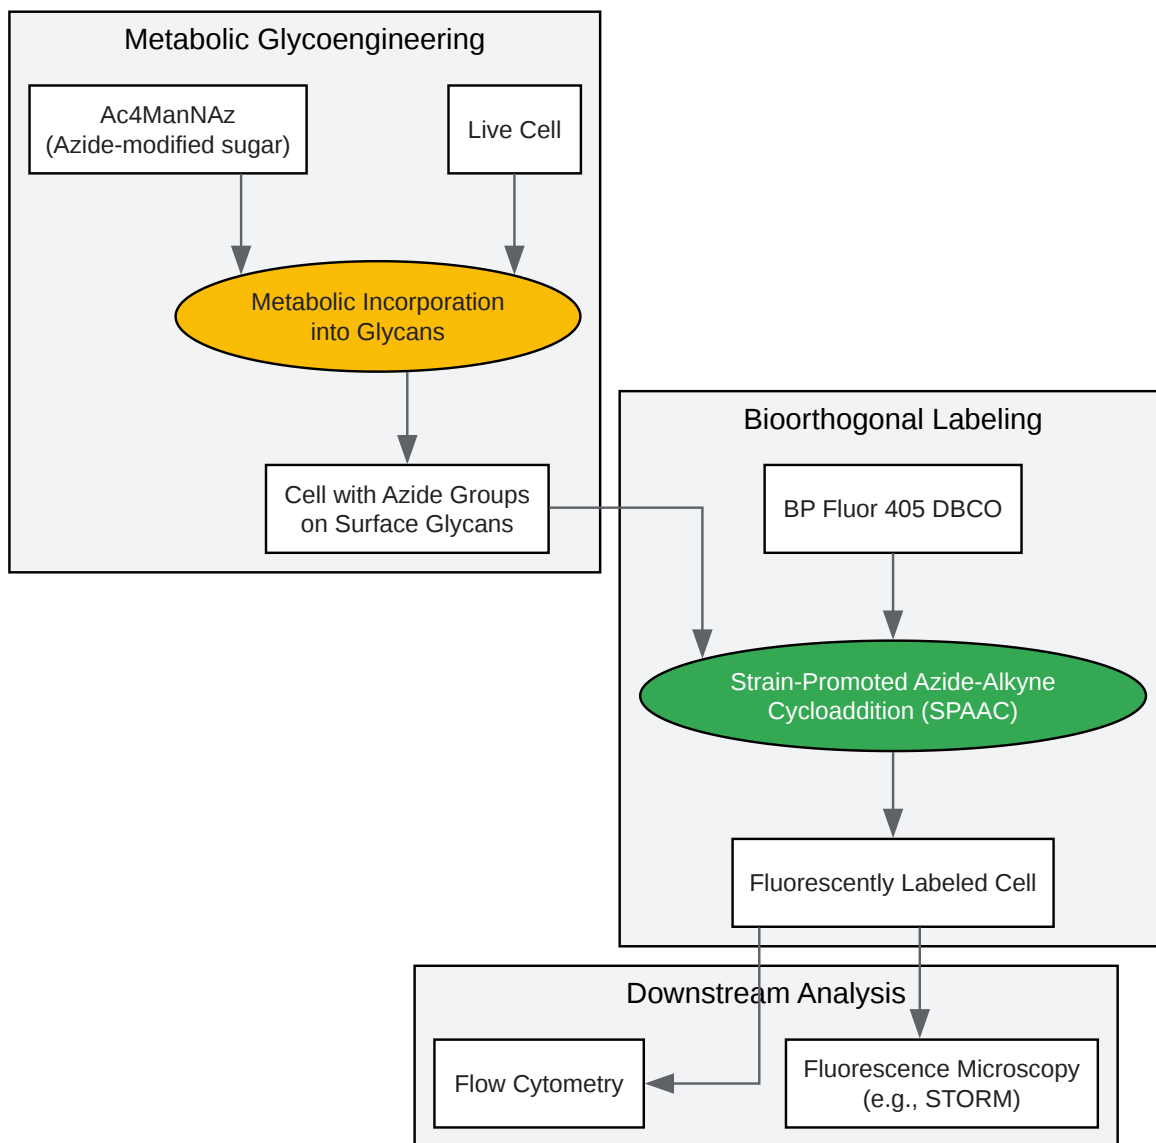 Metabolic Glycoengineering
Ac4ManNAz
(Azide-modified sugar)
Live Cell
Metabolic Incorporation
into Glycans
Cell with Azide Groups
on Surface Glycans
Bioorthogonal Labeling
BP Fluor 405 DBCO
Strain-Promoted Azide-Alkyne
Cycloaddition (SPAAC)
Fluorescently Labeled Cell
Downstream Analysis
Flow Cytometry
Fluorescence Microscopy
(e.g., STORM)